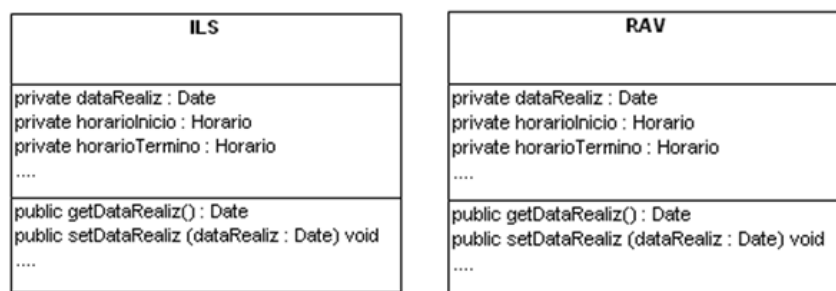 ILS
private dataRealiz : Date
private horarioInicio : Horario
private horarioTermino : Horario
....
public getDataRealiz() : Date
public setDataRealiz (dataRealiz : Date) void
....
RAV
private dataRealiz : Date
private horarioInicio : Horario
private horarioTermino : Horario
....
public getDataRealiz() : Date
public setDataRealiz (dataRealiz : Date) void
....